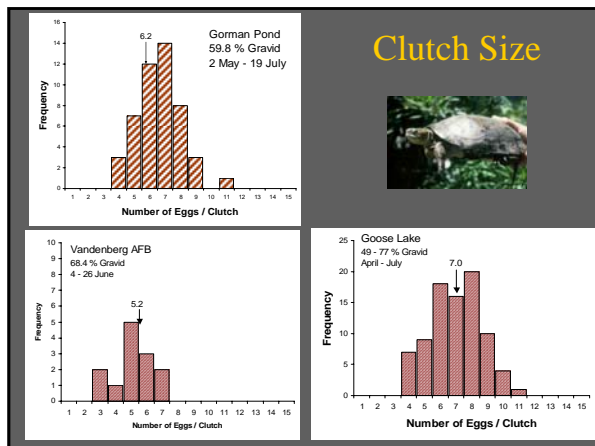 Clutch Size
Gorman Pond
59.8 % Gravid
2 May - 19 July
6.2
Frequency
16
14
12
10
8
6
4
2
0
1 2 3 4 5 6 7 8 9 10 11 12 13 14 15
Number of Eggs / Clutch
Vandenberg AFB
68.4 % Gravid
4 - 26 June
5.2
Frequency
10
9
8
7
6
5
4
3
2
1
0
1 2 3 4 5 6 7 8 9 10 11 12 13 14 15
Number of Eggs / Clutch
Goose Lake
49 - 77 % Gravid
April - July
7.0
Frequency
25
20
15
10
5
0
1 2 3 4 5 6 7 8 9 10 11 12 13 14 15
Number of Eggs / Clutch